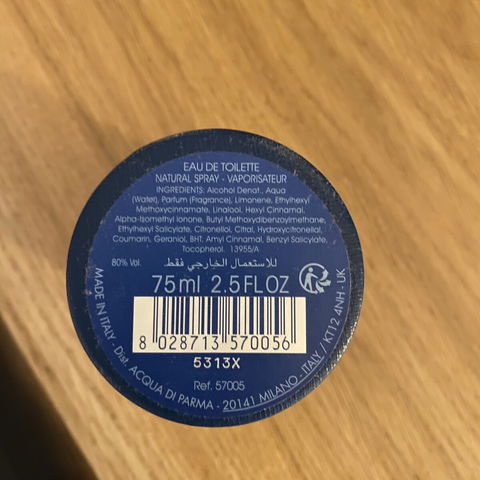 EAU DE TOILETTE
NATURAL SPRAY - VAPORISATEUR
INGREDIENTS: Alcohol Denat., Aqua
(Water), Parfum (Fragrance), Limonene, Ethylhexyl
Methoxycinnamate, Linalool, Hexyl Cinnamal,
Alpha-Isomethyl Ionone, Butyl Methoxydibenzoylmethane,
Ethylhexyl Salicylate, Citronellol, Citral, Hydroxycitronellal,
Coumarin, Geraniol, BHT, Amyl Cinnamal, Benzyl Salicylate,
Tocopherol. 13955/A
80% Vol. للاستعمال الخارجي فقط
75ml 2.5FLOZ
8 028713 570056
5313X
Ref. 57005
MADE IN ITALY - Dist. ACQUA DI PARMA - 20141 MILANO - ITALY / KT12 4NH - UK